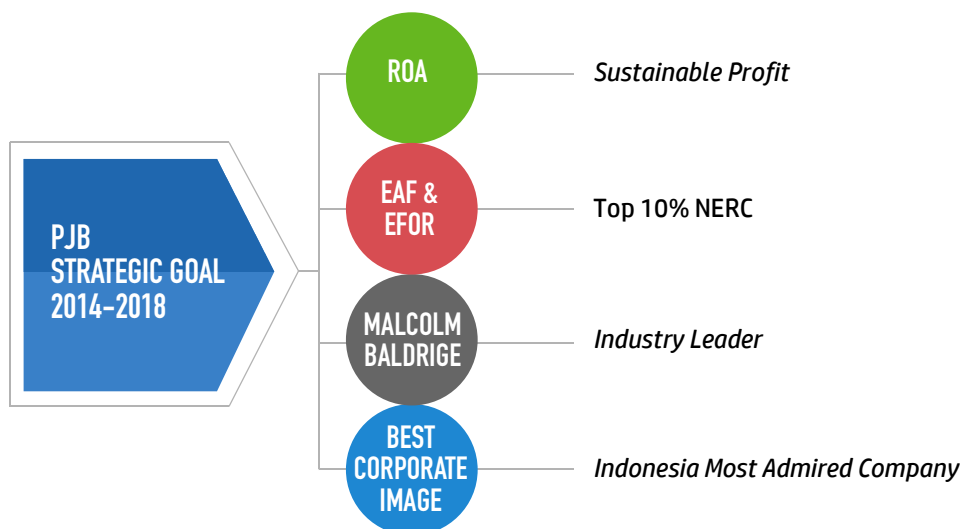 PJB
STRATEGIC GOAL
2014-2018
ROA
Sustainable Profit
EAF &
EFOR
Top 10% NERC
MALCOLM
BALDRIGE
Industry Leader
BEST
CORPORATE
IMAGE
Indonesia Most Admired Company